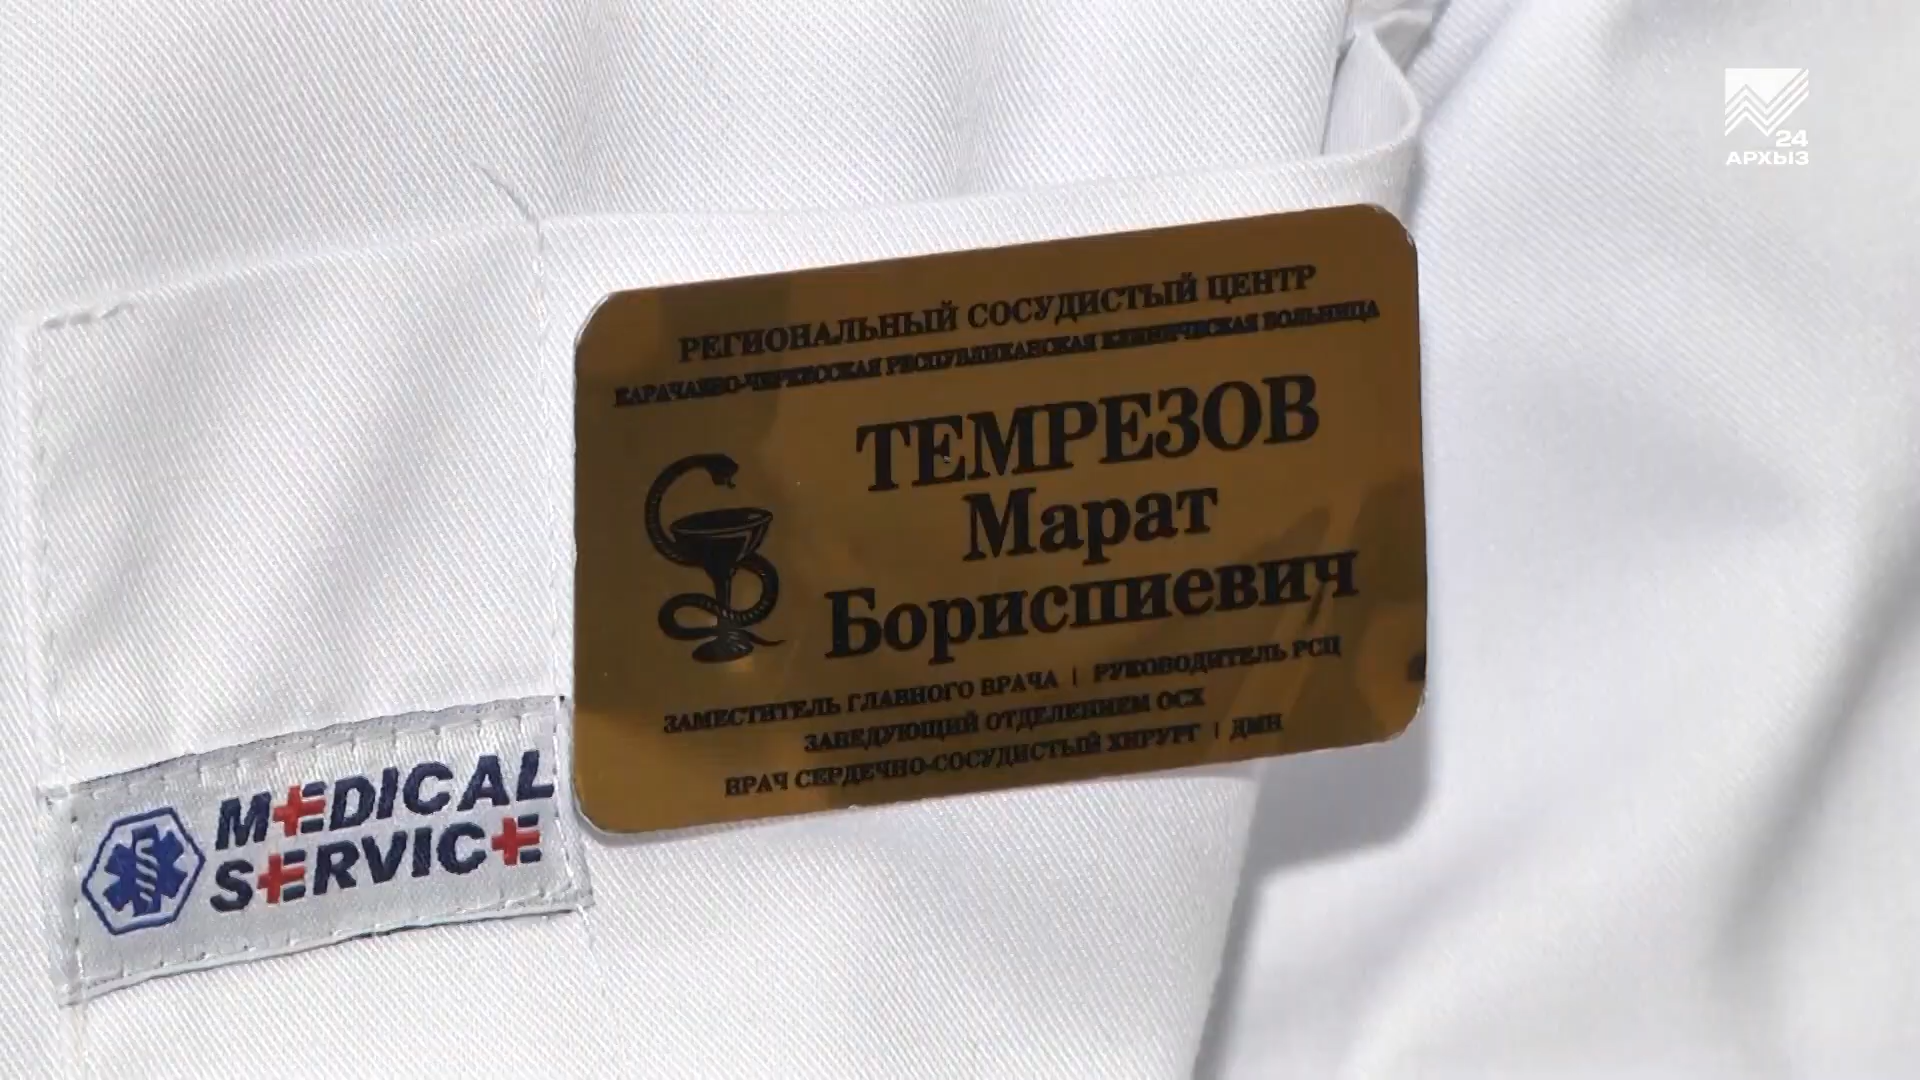 24
АРХЫЗ
РЕГИОНАЛЬНЫЙ СОСУДИСТЫЙ ЦЕНТР
КАРАЧАЕВО-ЧЕРКЕССКАЯ РЕСПУБЛИКАНСКАЯ КЛИНИЧЕСКАЯ БОЛЬНИЦА
ТЕМРЕЗОВ
Марат
Бориспиевич
ЗАМЕСТИТЕЛЬ ГЛАВНОГО ВРАЧА | РУКОВОДИТЕЛЬ РСЦ
ЗАВЕДУЮЩИЙ ОТДЕЛЕНИЕМ ОСХ
ВРАЧ СЕРДЕЧНО-СОСУДИСТЫЙ ХИРУРГ | ДМН
MEDICAL
SERVICE